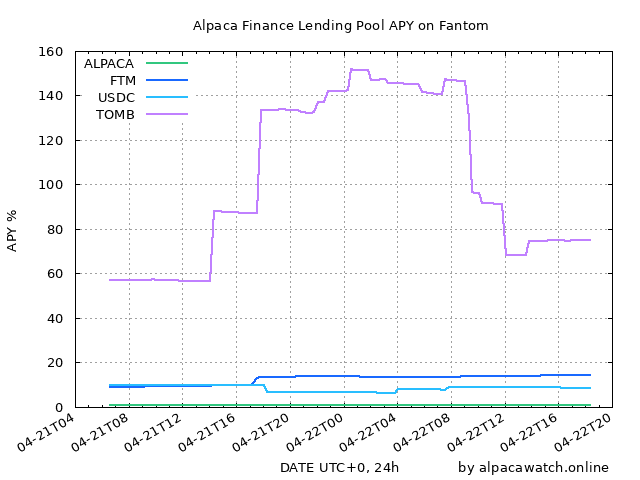 Alpaca Finance Lending Pool APY on Fantom
160
140
120
100
80
60
40
20
0
APY %
ALPACA
FTM
USDC
TOMB
04-21T04
04-21T08
04-21T12
04-21T16
04-21T20
04-22T00
04-22T04
04-22T08
04-22T12
04-22T16
04-22T20
DATE UTC+0, 24h
by alpacawatch.online